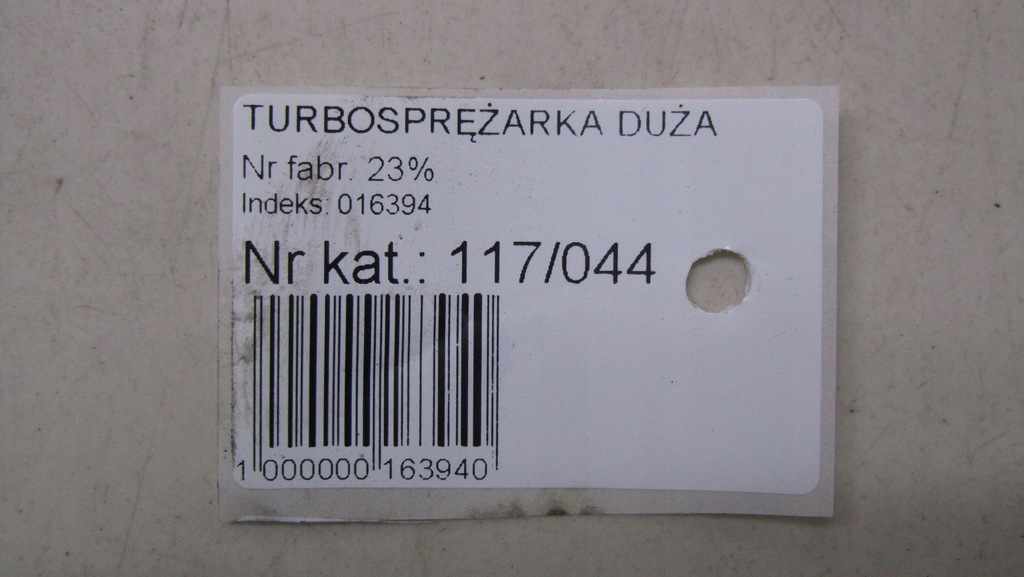 TURBOSPRĘŻARKA DUŻA
Nr fabr. 23%
Indeks: 016394
Nr kat.: 117/044
1 000000 163940